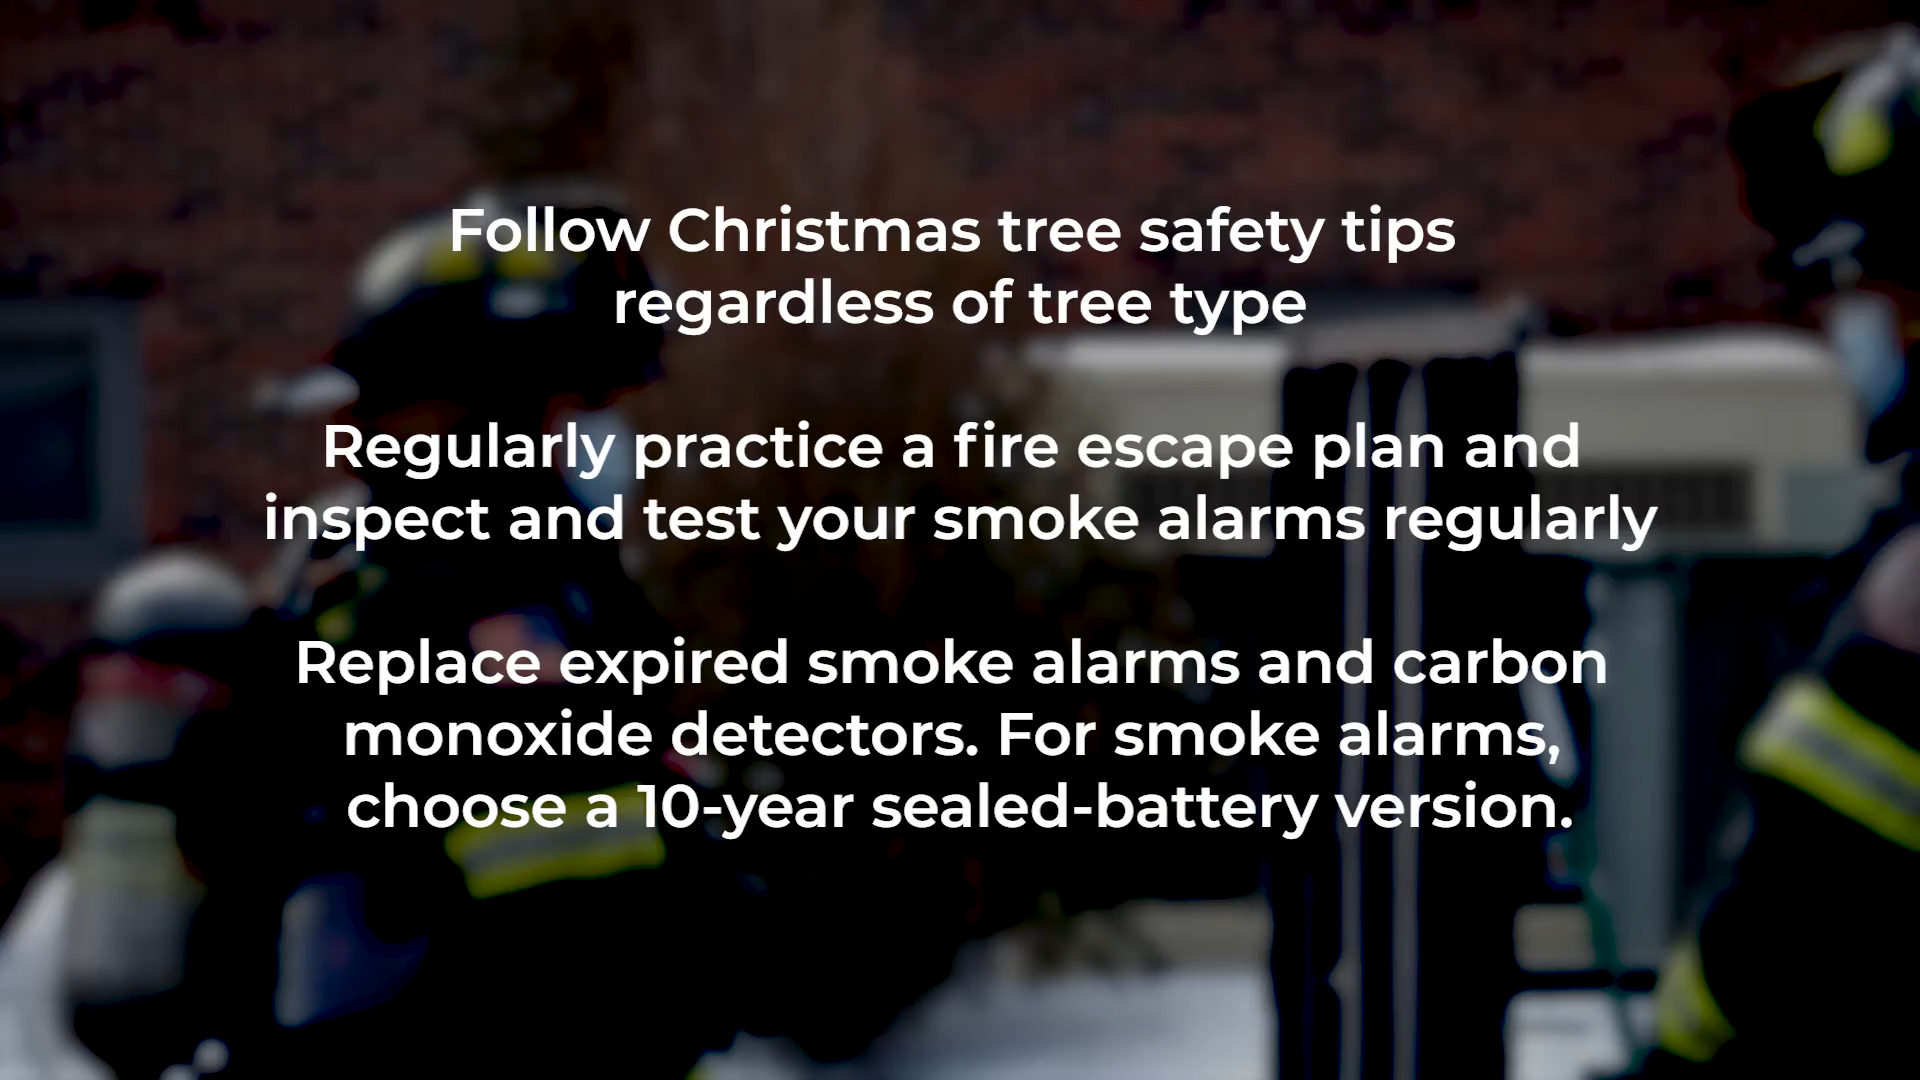 Follow Christmas tree safety tips
regardless of tree type
Regularly practice a fire escape plan and
inspect and test your smoke alarms regularly
Replace expired smoke alarms and carbon
monoxide detectors. For smoke alarms,
choose a 10-year sealed-battery version.